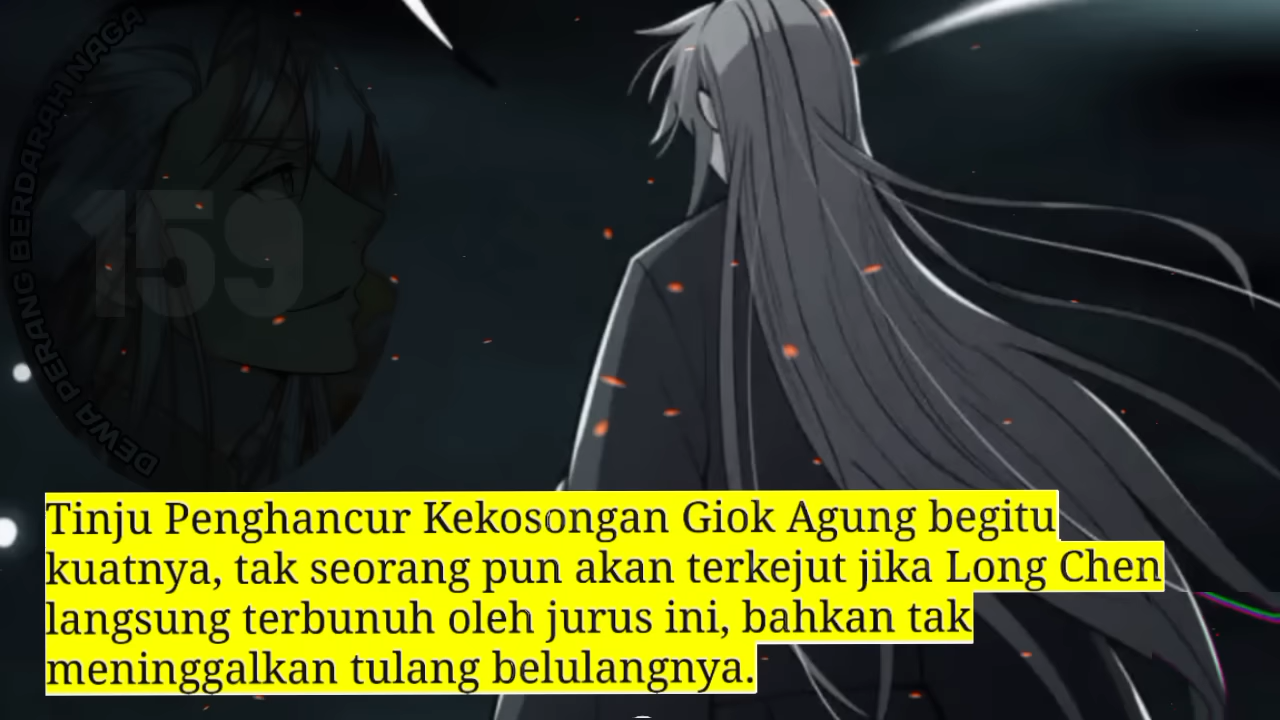 DEWA PERANG BERDARAH NAGA
159
Tinju Penghancur Kekosongan Giok Agung begitu
kuatnya, tak seorang pun akan terkejut jika Long Chen
langsung terbunuh oleh jurus ini, bahkan tak
meninggalkan tulang belulangnya.